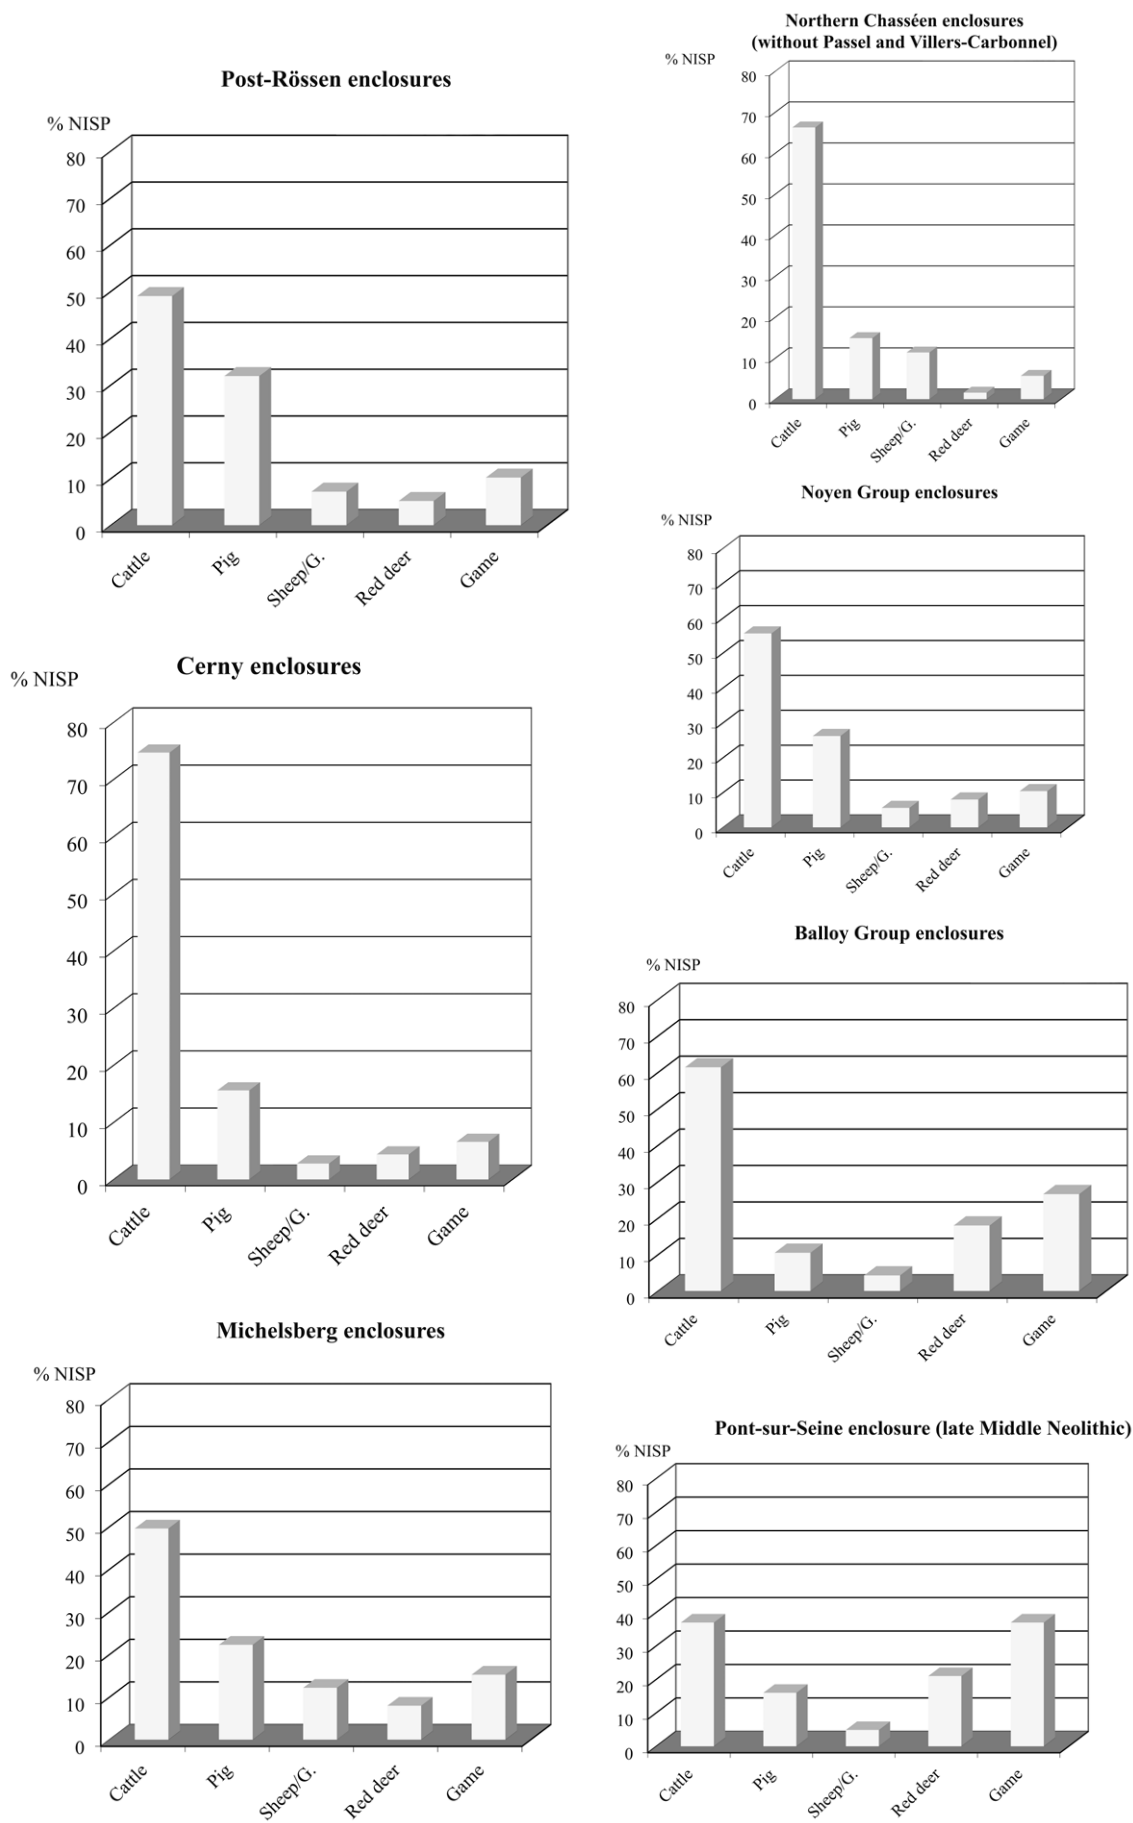 Post-Rössen enclosures
% NISP
80
70
60
50
40
30
20
10
0
Cattle
Pig
Sheep/G.
Red deer
Game
Cerny enclosures
% NISP
80
70
60
50
40
30
20
10
0
Cattle
Pig
Sheep/G.
Red deer
Game
Michelsberg enclosures
% NISP
80
70
60
50
40
30
20
10
0
Cattle
Pig
Sheep/G.
Red deer
Game
Northern Chasséen enclosures
(without Passel and Villers-Carbonnel)
% NISP
80
70
60
50
40
30
20
10
0
Cattle
Pig
Sheep/G.
Red deer
Game
Noyen Group enclosures
% NISP
80
70
60
50
40
30
20
10
0
Cattle
Pig
Sheep/G.
Red deer
Game
Balloy Group enclosures
% NISP
80
70
60
50
40
30
20
10
0
Cattle
Pig
Sheep/G.
Red deer
Game
Pont-sur-Seine enclosure (late Middle Neolithic)
% NISP
80
70
60
50
40
30
20
10
0
Cattle
Pig
Sheep/G.
Red deer
Game